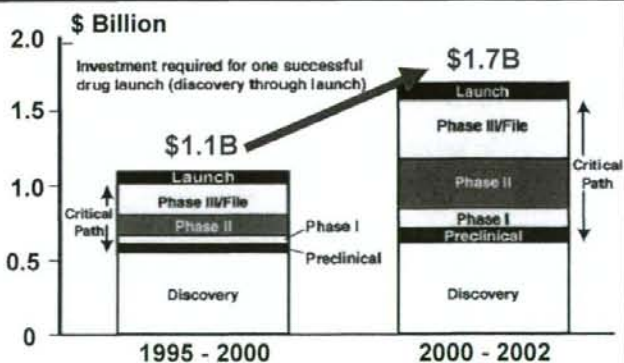 $ Billion
2.0
1.5
1.0
0.5
0
Investment required for one successful
drug launch (discovery through launch)
$1.1B
$1.7B
Launch
Phase III/File
Phase II
Phase I
Preclinical
Discovery
Critical
Path
Launch
Phase III/File
Phase II
Phase I
Preclinical
Discovery
Critical
Path
1995 - 2000
2000 - 2002